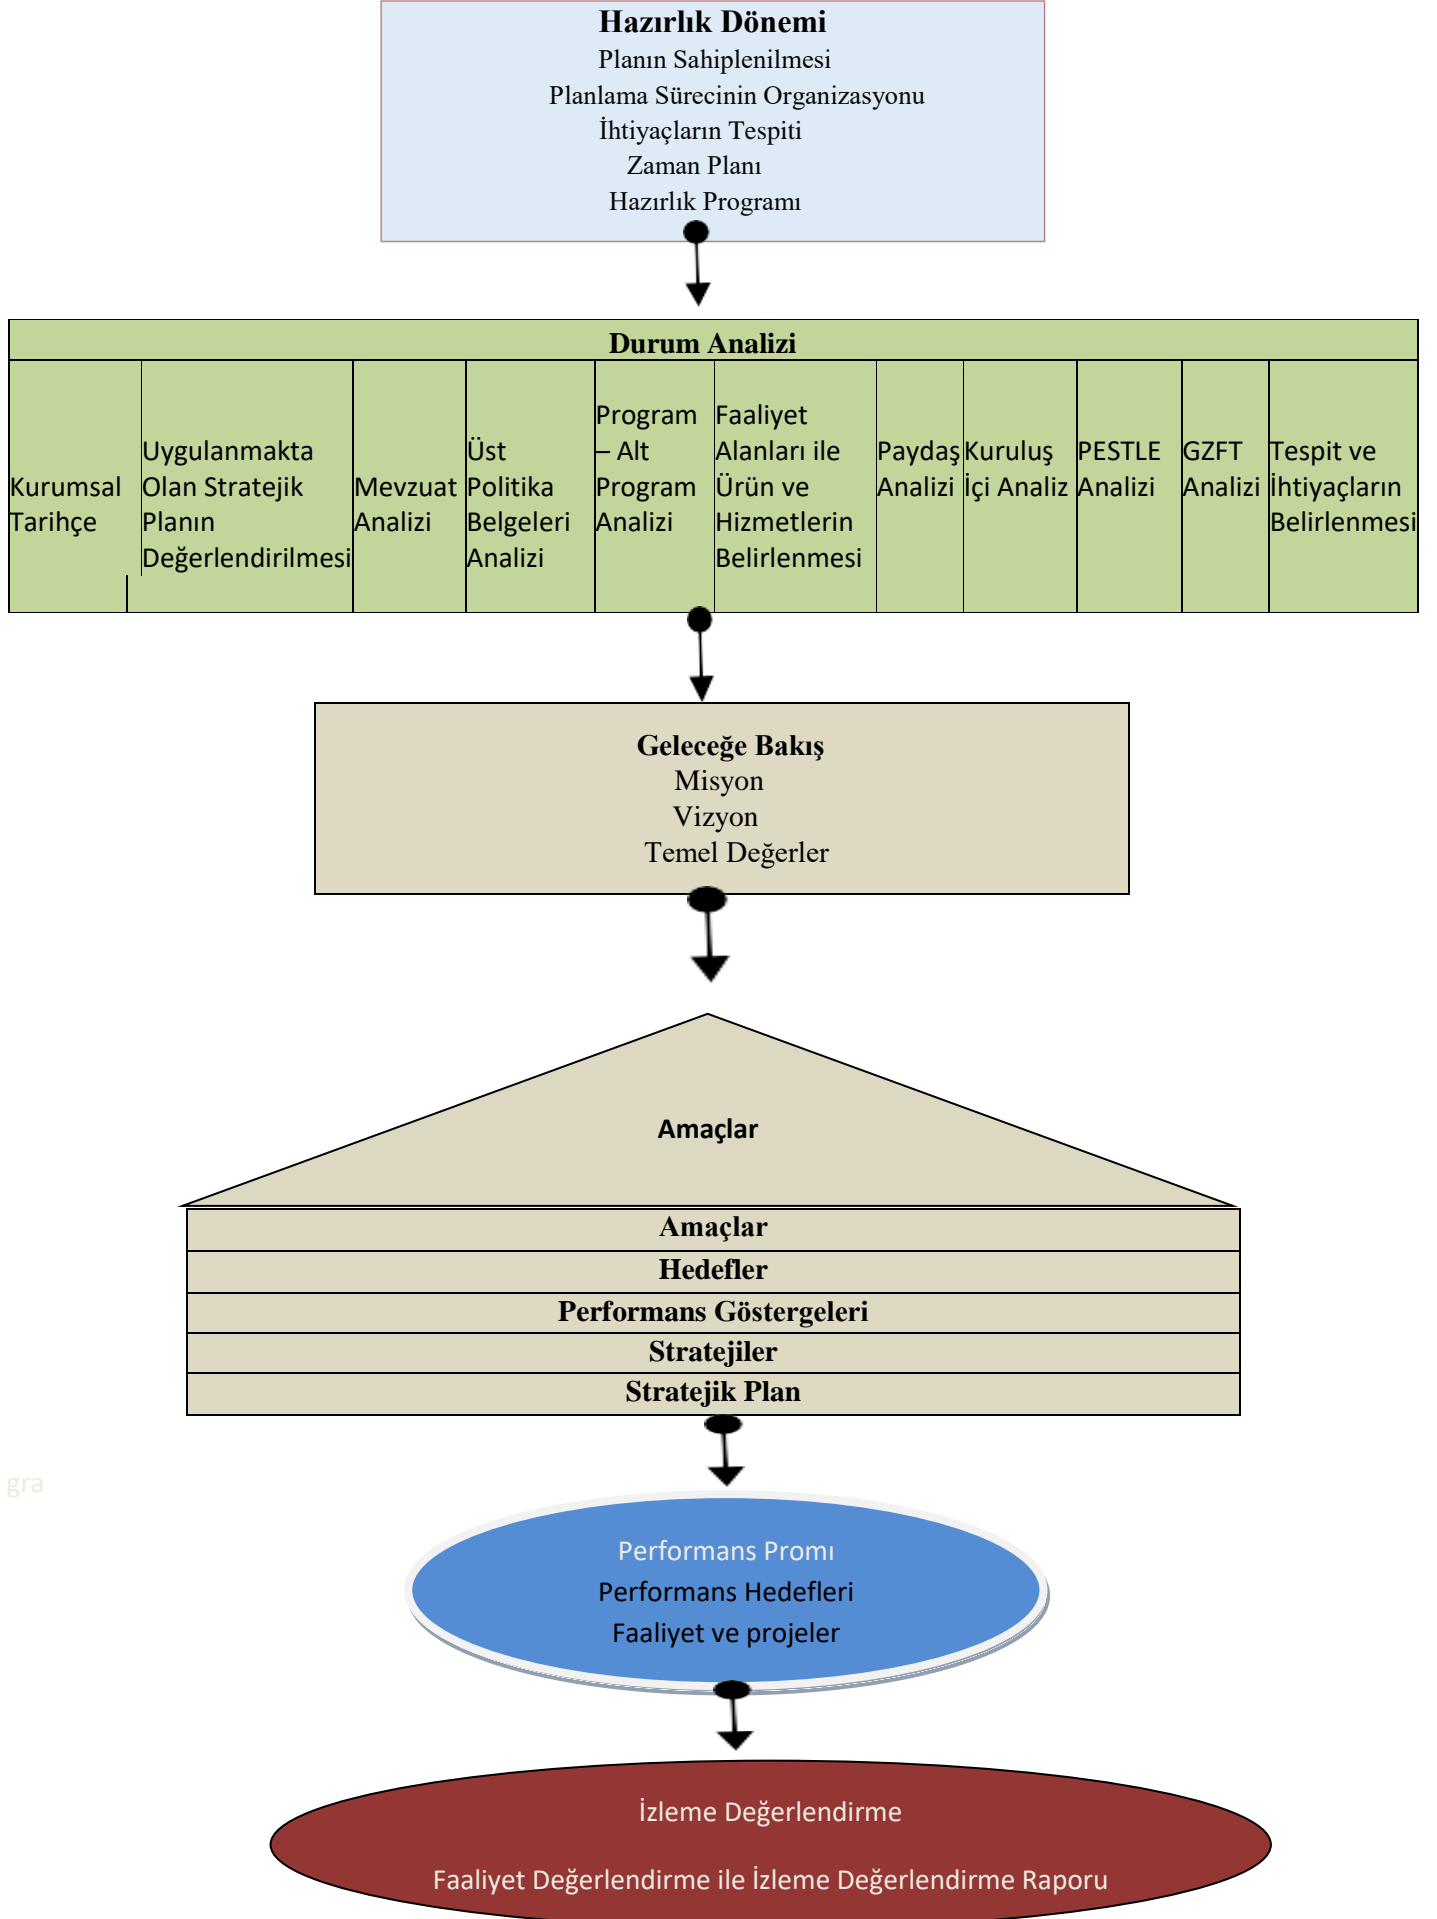 Hazırlık Dönemi
Planın Sahiplenilmesi
Planlama Sürecinin Organizasyonu
İhtiyaçların Tespiti
Zaman Planı
Hazırlık Programı
Durum Analizi
Kurumsal
Tarihçe
Uygulanmakta
Olan Stratejik
Planın
Değerlendirilmesi
Mevzuat
Analizi
Üst
Politika
Belgeleri
Analizi
Program
– Alt
Program
Analizi
Faaliyet
Alanları ile
Ürün ve
Hizmetlerin
Belirlenmesi
Paydaş
Analizi
Kuruluş
İçi Analiz
PESTLE
Analizi
GZFT
Analizi
Tespit ve
İhtiyaçların
Belirlenmesi
Geleceğe Bakış
Misyon
Vizyon
Temel Değerler
Amaçlar
Amaçlar
Hedefler
Performans Göstergeleri
Stratejiler
Stratejik Plan
gra
Performans Promı
Performans Hedefleri
Faaliyet ve projeler
İzleme Değerlendirme
Faaliyet Değerlendirme ile İzleme Değerlendirme Raporu